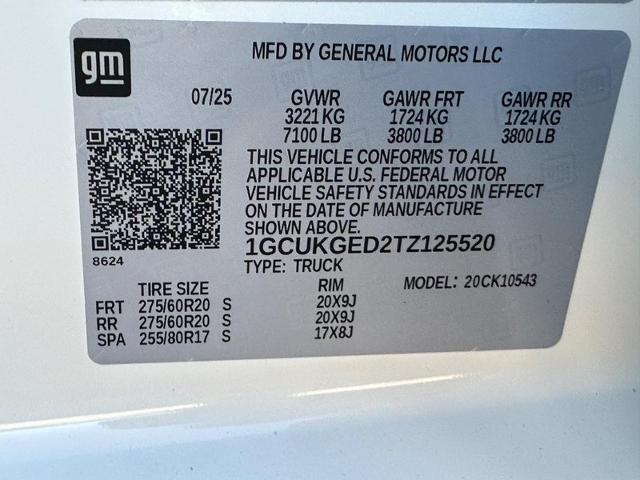 gm
MFD BY GENERAL MOTORS LLC
07/25 GVWR GAWR FRT GAWR RR
3221 KG 1724 KG 1724 KG
7100 LB 3800 LB 3800 LB
THIS VEHICLE CONFORMS TO ALL
APPLICABLE U.S. FEDERAL MOTOR
VEHICLE SAFETY STANDARDS IN EFFECT
ON THE DATE OF MANUFACTURE
SHOWN ABOVE.
1GCUKGED2TZ125520
8624
TYPE: TRUCK
MODEL: 20CK10543
TIRE SIZE RIM
FRT 275/60R20 S 20X9J
RR 275/60R20 S 20X9J
SPA 255/80R17 S 17X8J